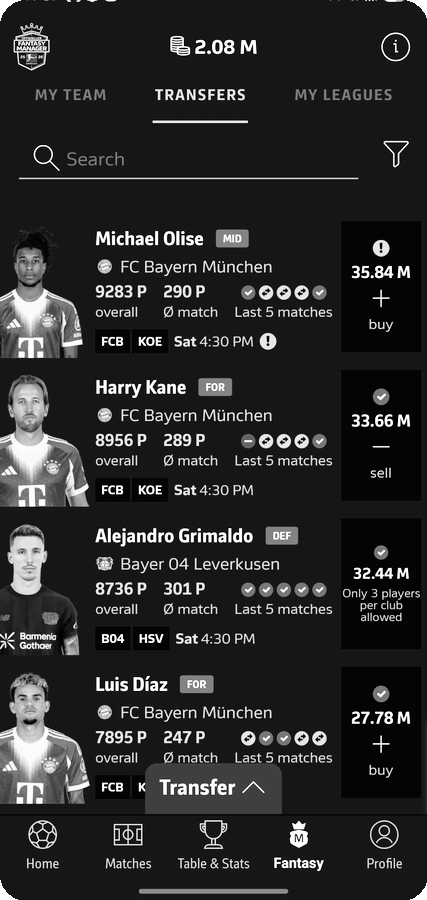 FANTASY
MANAGER
2.08 M
i
MY TEAM
TRANSFERS
MY LEAGUES
Search
Michael Olise MID
FC Bayern München
9283 P 290 P
overall Ø match Last 5 matches
FCB KOE Sat 4:30 PM
35.84 M
buy
Harry Kane FOR
FC Bayern München
8956 P 289 P
overall Ø match Last 5 matches
FCB KOE Sat 4:30 PM
33.66 M
sell
Alejandro Grimaldo DEF
Bayer 04 Leverkusen
8736 P 301 P
overall Ø match Last 5 matches
B04 HSV Sat 4:30 PM
Barmenia
Gothaer
32.44 M
Only 3 players
per club
allowed
Luis Díaz FOR
FC Bayern München
7895 P 247 P
overall Ø match Last 5 matches
FCB
27.78 M
buy
Transfer
Home
Matches
Table & Stats
M
Fantasy
Profile